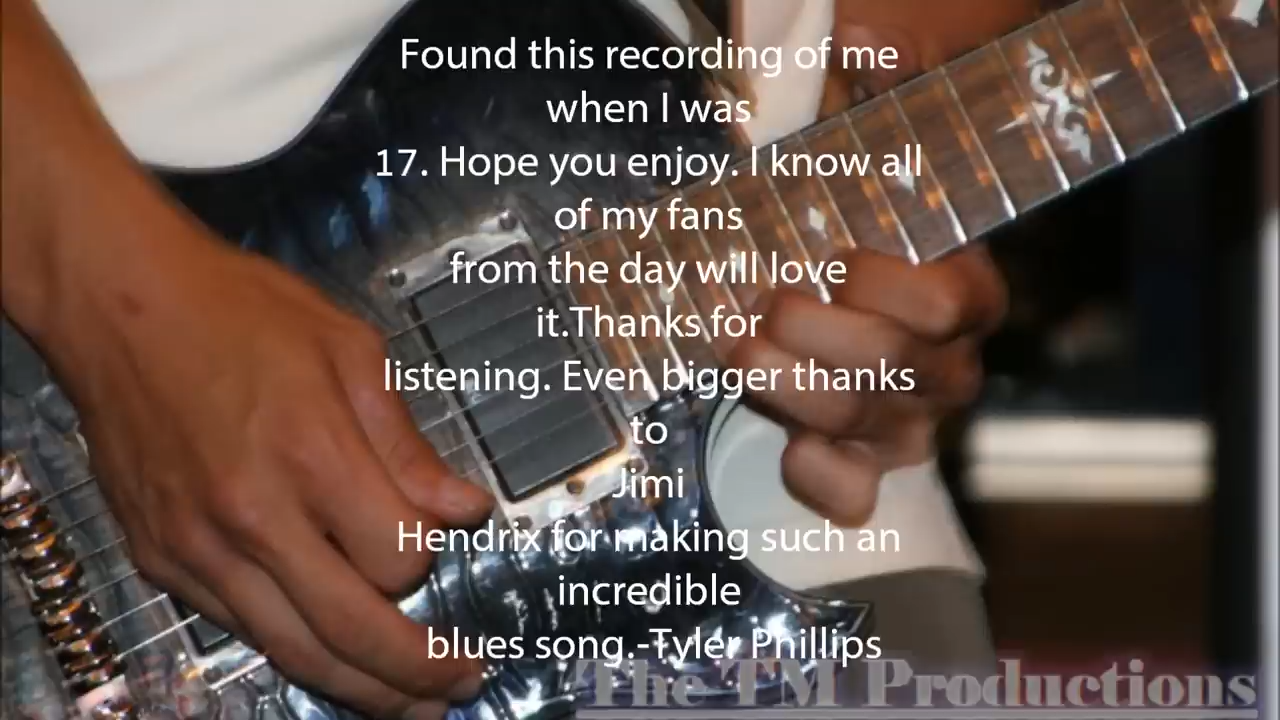 Found this recording of me
when I was
17. Hope you enjoy. I know all
of my fans
from the day will love
it.Thanks for
listening. Even bigger thanks
to
Jimi
Hendrix for making such an
incredible
blues song.-Tyler Phillips
The TM Productions